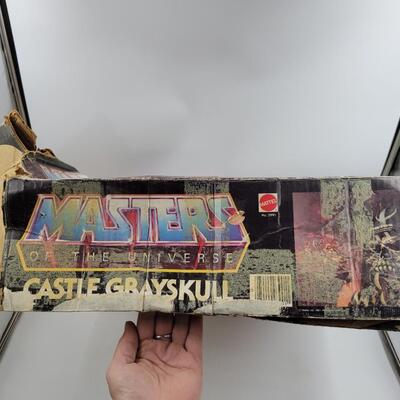 MASTERS
OF THE UNIVERSE
CASTLE GRAYSKULL
MATTEL